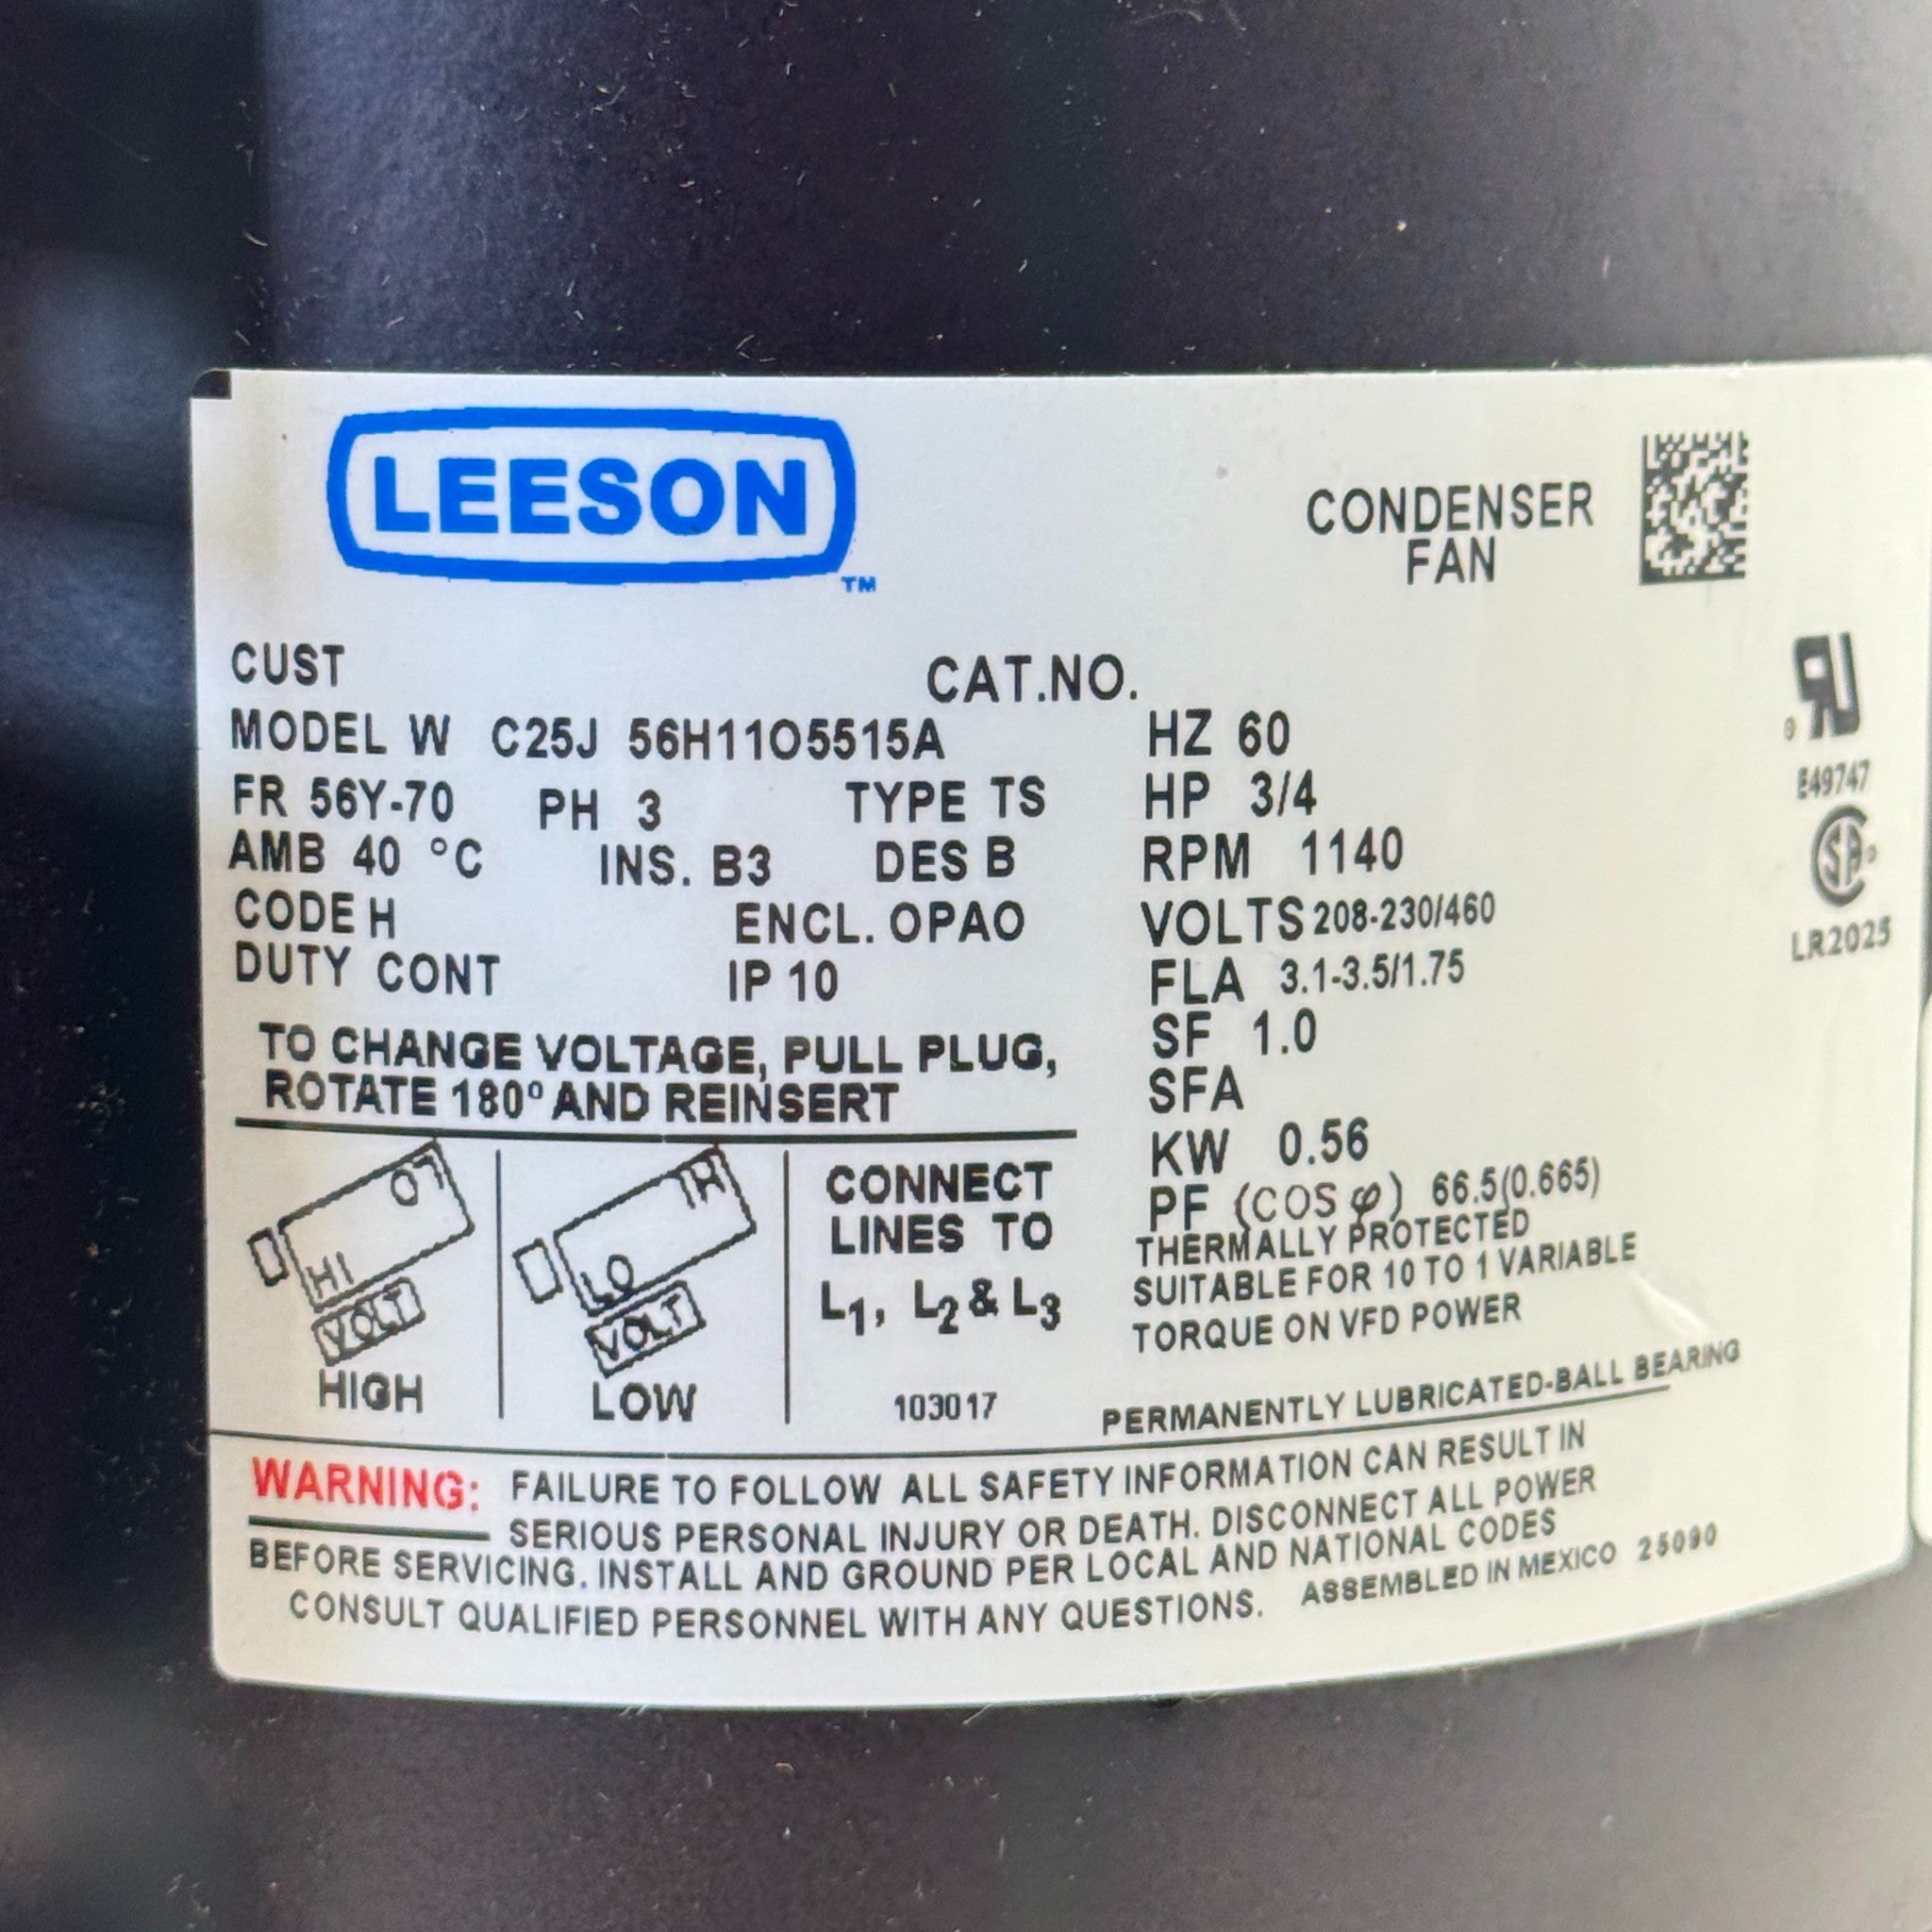 LEESON
TM
CONDENSER
FAN
CUST
CAT.NO.
MODEL W C25J 56H11O5515A
HZ 60
FR 56Y-70 PH 3 TYPE TS
HP 3/4
AMB 40 °C INS. B3 DES B
RPM 1140
CODE H ENCL. OPAO
VOLTS 208-230/460
DUTY CONT IP 10
FLA 3.1-3.5/1.75
SF 1.0
SFA
KW 0.56
PF (COS φ) 66.5(0.665)
THERMALLY PROTECTED
SUITABLE FOR 10 TO 1 VARIABLE
TORQUE ON VFD POWER
PERMANENTLY LUBRICATED-BALL BEARING
RU
E49747
SA
LR2025
TO CHANGE VOLTAGE, PULL PLUG,
ROTATE 180° AND REINSERT
LO
HI
VOLT
HIGH
HI
LO
VOLT
LOW
CONNECT
LINES TO
L1, L2 & L3
103017
WARNING: FAILURE TO FOLLOW ALL SAFETY INFORMATION CAN RESULT IN
SERIOUS PERSONAL INJURY OR DEATH. DISCONNECT ALL POWER
BEFORE SERVICING. INSTALL AND GROUND PER LOCAL AND NATIONAL CODES
CONSULT QUALIFIED PERSONNEL WITH ANY QUESTIONS. ASSEMBLED IN MEXICO 25090